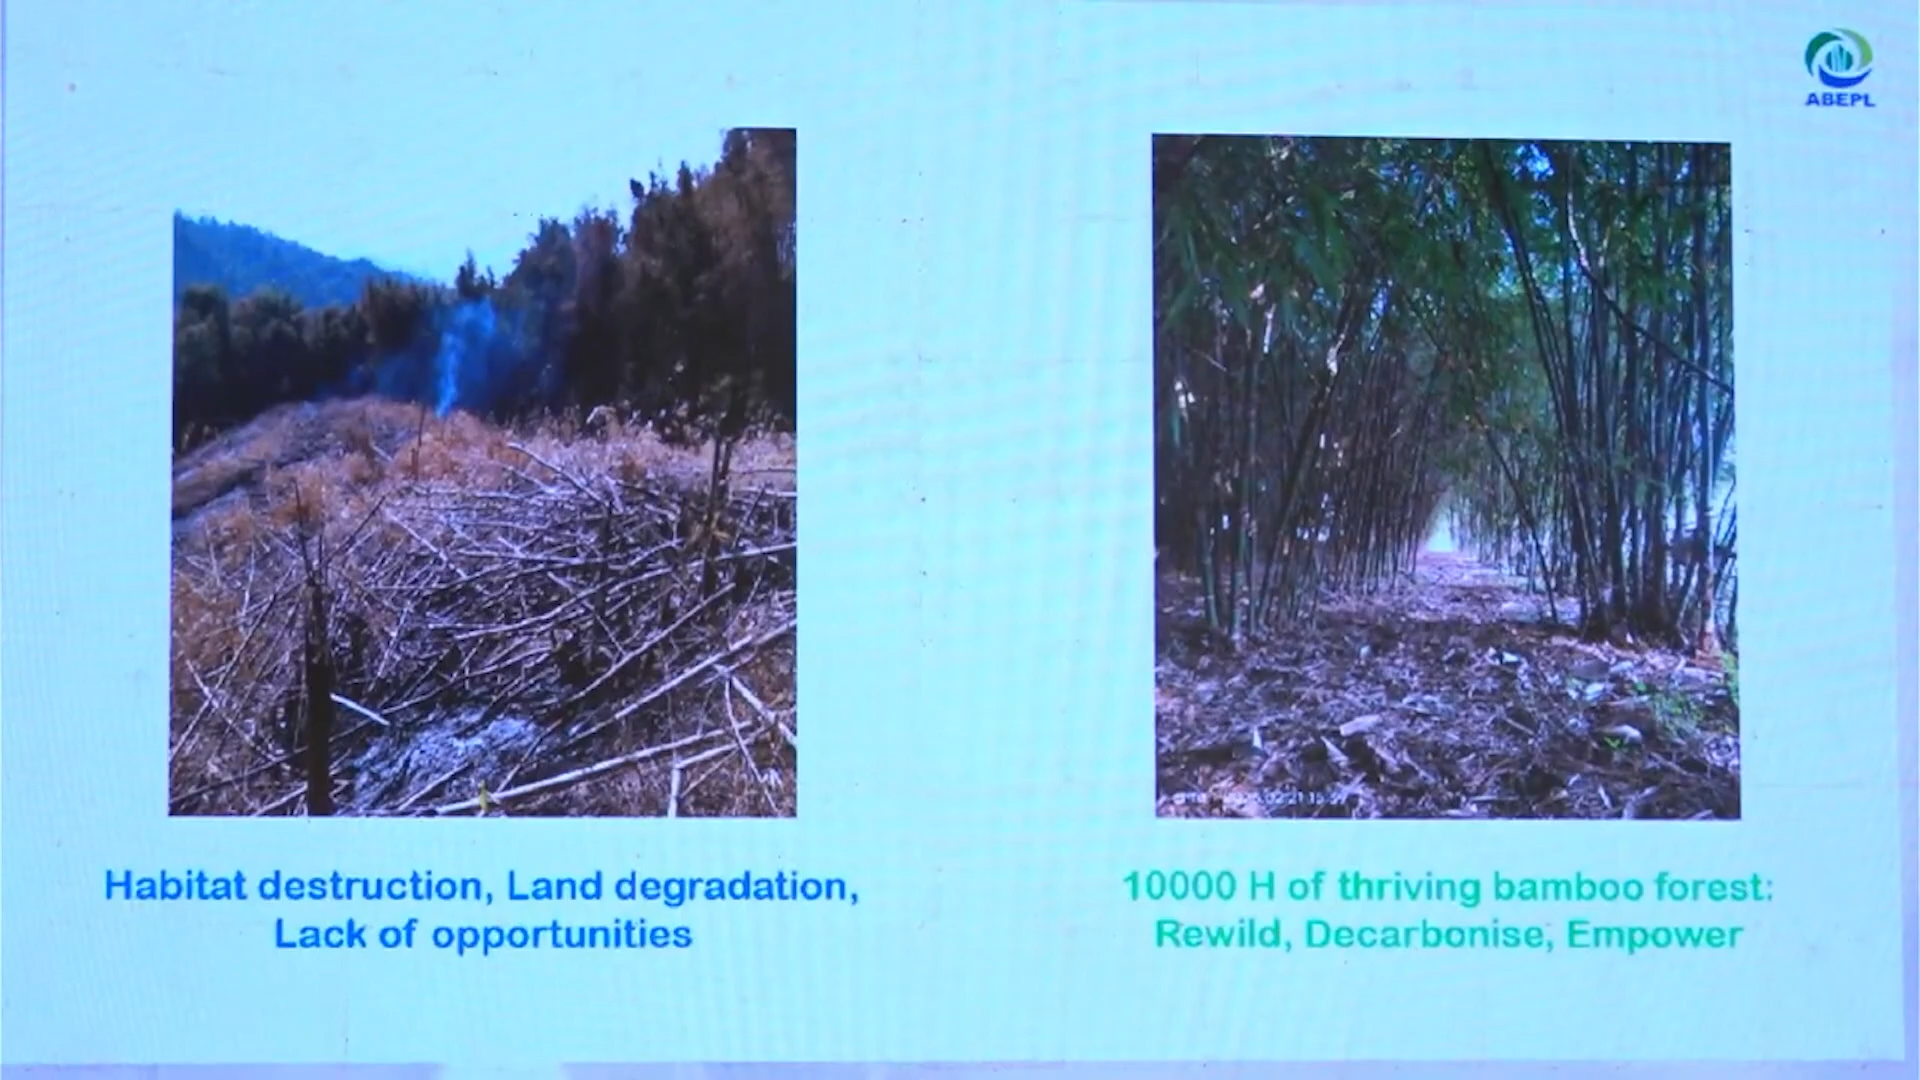 ABEPL
Habitat destruction, Land degradation,
Lack of opportunities
10000 H of thriving bamboo forest:
Rewild, Decarbonise, Empower